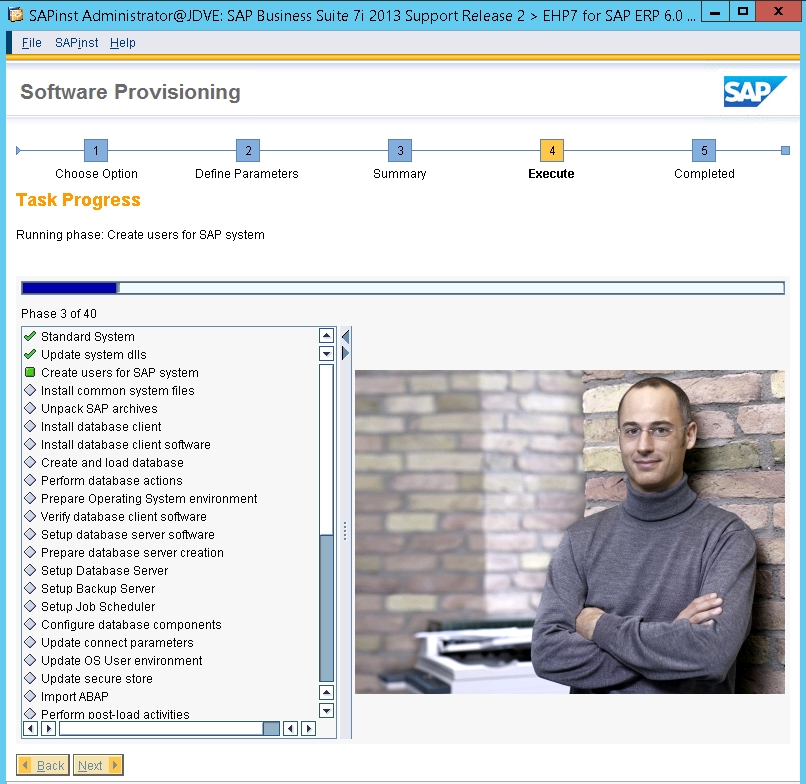 SAPinst Administrator@JDVE: SAP Business Suite 7i 2013 Support Release 2 > EHP7 for SAP ERP 6.0 ...
File SAPinst Help
Software Provisioning
SAP
1 2 3 4 5
Choose Option Define Parameters Summary Execute Completed
Task Progress
Running phase: Create users for SAP system
Phase 3 of 40
Standard System
Update system dlls
Create users for SAP system
Install common system files
Unpack SAP archives
Install database client
Install database client software
Create and load database
Perform database actions
Prepare Operating System environment
Verify database client software
Setup database server software
Prepare database server creation
Setup Database Server
Setup Backup Server
Setup Job Scheduler
Configure database components
Update connect parameters
Update OS User environment
Update secure store
Import ABAP
Perform post-load activities
Back Next